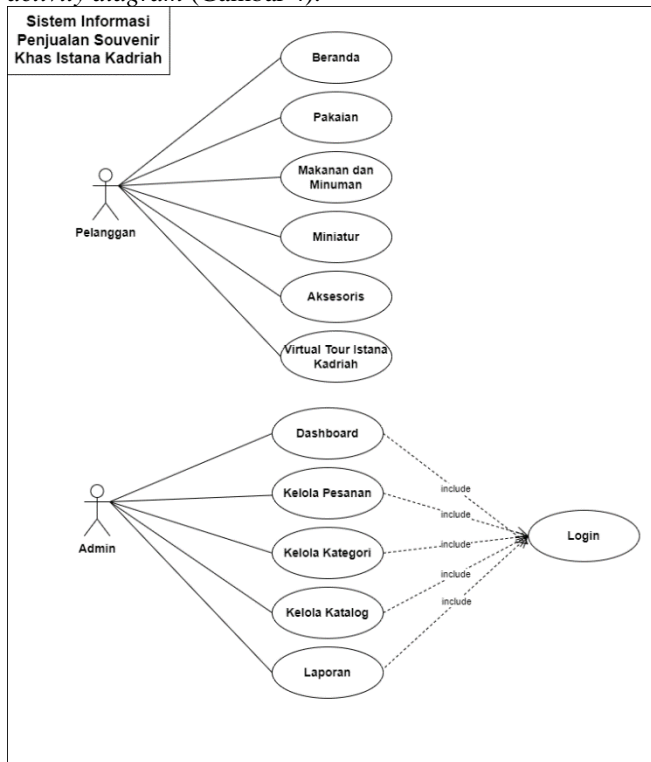 activity diagram (Gambar 4).
Sistem Informasi
Penjualan Souvenir
Khas Istana Kadriah
Beranda
Pakaian
Makanan dan
Minuman
Pelanggan
Miniatur
Aksesoris
Virtual Tour Istana
Kadriah
Dashboard
include
Kelola Pesanan
include
Admin
Kelola Kategori
include
Login
Kelola Katalog
include
include
Laporan